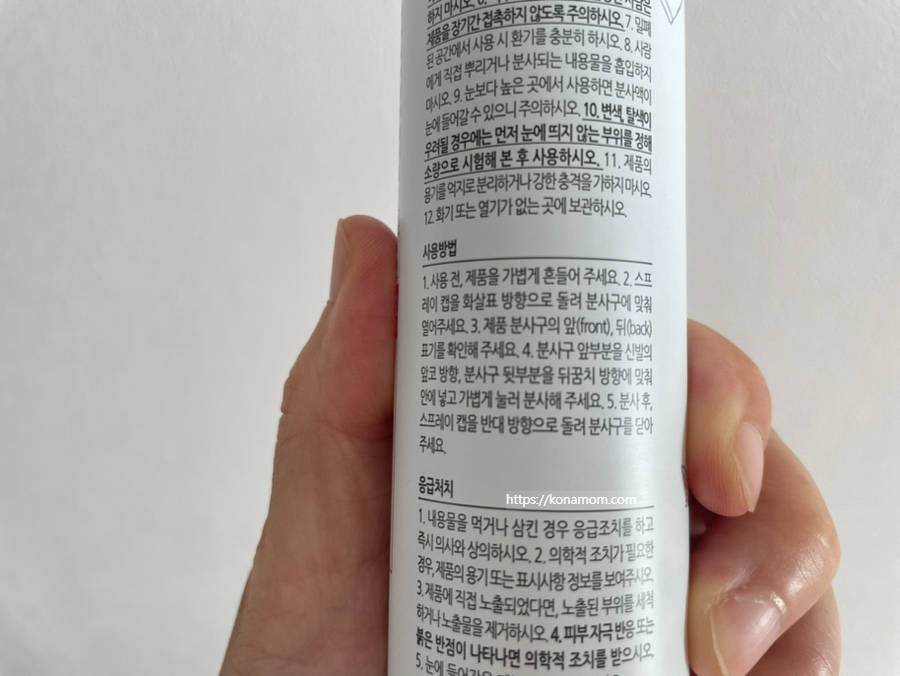 하지 마시오.
제품을 장기간 접촉하지 않도록 주의하시오. 7. 밀폐
된 공간에서 사용 시 환기를 충분히 하시오. 8. 사람
에게 직접 뿌리거나 분사되는 내용물을 흡입하지
마시오. 9. 눈보다 높은 곳에서 사용하면 분사액이
눈에 들어갈 수 있으니 주의하시오. 10. 변색, 탈색이
우려될 경우에는 먼저 눈에 띄지 않는 부위를 정해
소량으로 시험해 본 후 사용하시오. 11. 제품의
용기를 억지로 분리하거나 강한 충격을 가하지 마시오.
12. 화기 또는 열기가 없는 곳에 보관하시오.
사용방법
1. 사용 전, 제품을 가볍게 흔들어 주세요. 2. 스프
레이 캡을 화살표 방향으로 돌려 분사구에 맞춰
열어주세요. 3. 제품 분사구의 앞(front), 뒤(back)
표기를 확인해 주세요. 4. 분사구 앞부분을 신발의
앞코 방향, 분사구 뒷부분을 뒤꿈치 방향에 맞춰
안에 넣고 가볍게 눌러 분사해 주세요. 5. 분사 후,
스프레이 캡을 반대 방향으로 돌려 분사구를 닫아
주세요.
응급처치
https://konamom.com
1. 내용물을 먹거나 삼킨 경우 응급조치를 하고
즉시 의사와 상의하시오. 2. 의학적 조치가 필요한
경우, 제품의 용기 또는 표시사항 정보를 보여주시오.
3. 제품에 직접 노출되었다면, 노출된 부위를 세척
하거나 노출물을 제거하시오. 4. 피부 자극 반응 또는
붉은 반점이 나타나면 의학적 조치를 받으시오.
5. 눈에